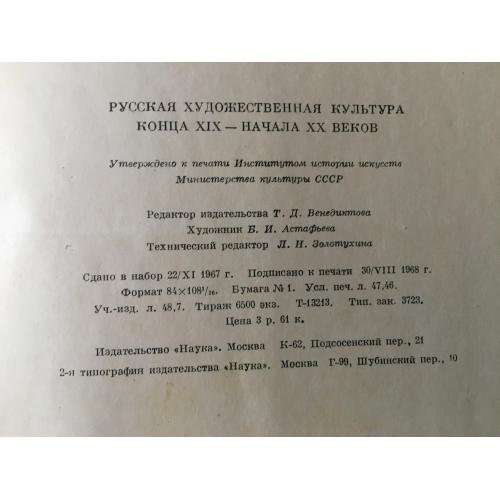 РУССКАЯ ХУДОЖЕСТВЕННАЯ КУЛЬТУРА
КОНЦА XIX — НАЧАЛА XX ВЕКОВ
Утверждено к печати Институтом истории искусств
Министерства культуры СССР
Редактор издательства Т. Д. Венедиктова
Художник Б. И. Астафьева
Технический редактор Л. Н. Золотухина
Сдано в набор 22/XI 1967 г. Подписано к печати 30/VIII 1968 г.
Формат 84×108¹/₁₆. Бумага № 1. Усл. печ. л. 47,46.
Уч.-изд. л. 48,7. Тираж 6500 экз. Т-13213. Тип. зак. 3723.
Цена 3 р. 61 к.
Издательство «Наука». Москва К-62, Подсосенский пер., 21
2-я типография издательства «Наука». Москва Г-99, Шубинский пер., 10